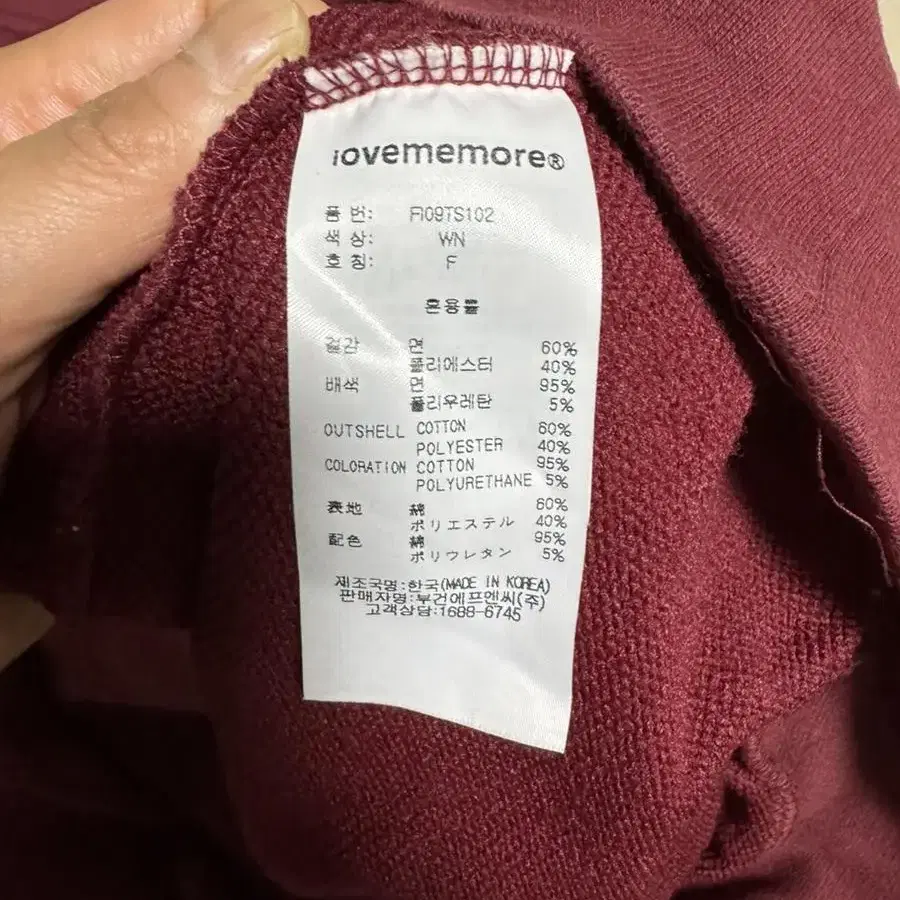 lovememore®
품 번: FI09TS102
색 상: WN
호 칭: F
혼용률
겉감 면 60%
폴리에스터 40%
배색 면 95%
폴리우레탄 5%
OUTSHELL COTTON 60%
POLYESTER 40%
COLORATION COTTON 95%
POLYURETHANE 5%
表地 綿 60%
ポリエステル 40%
配色 綿 95%
ポリウレタン 5%
제조국명:한국(MADE IN KOREA)
판매자명:부건에프엔씨(주)
고객상담:1688-6745